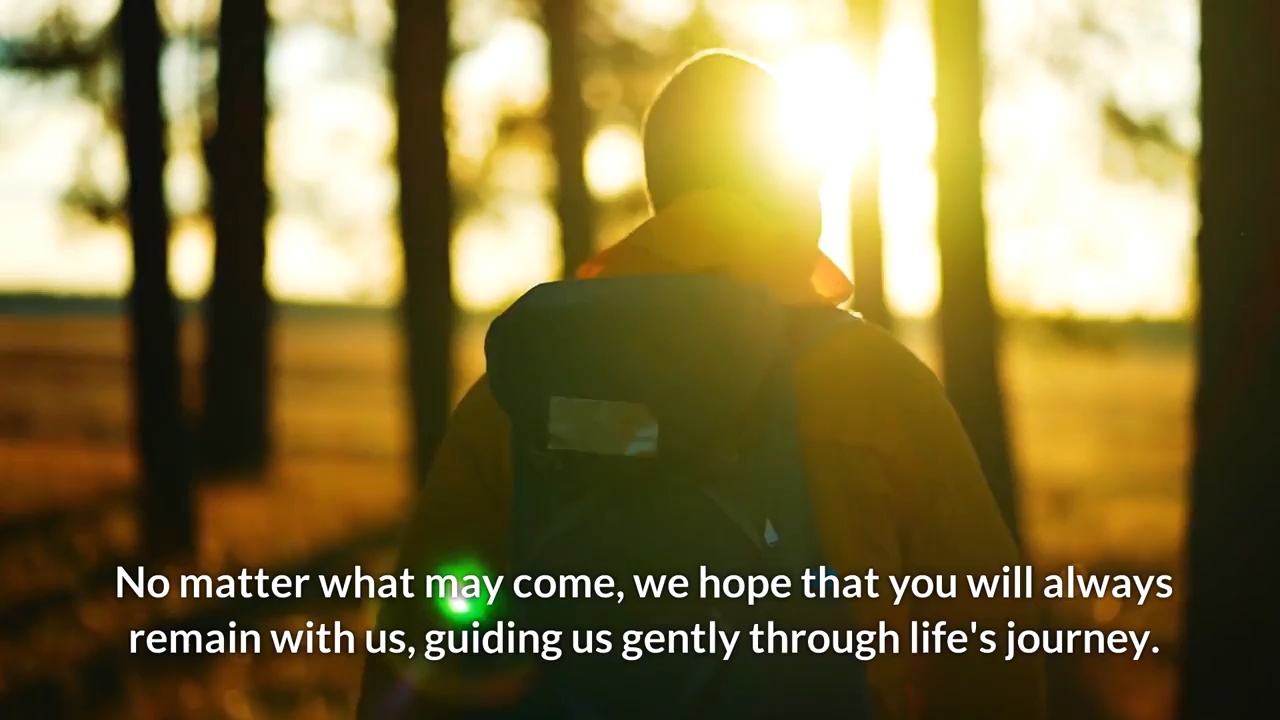 No matter what may come, we hope that you will always
remain with us, guiding us gently through life's journey.